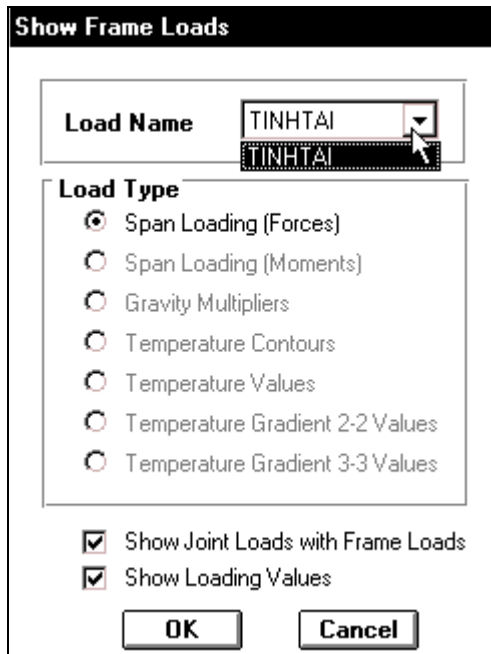 Show Frame Loads
Load Name
TINHTAI
TINHTAI
Load Type
Span Loading (Forces)
Span Loading (Moments)
Gravity Multipliers
Temperature Contours
Temperature Values
Temperature Gradient 2-2 Values
Temperature Gradient 3-3 Values
Show Joint Loads with Frame Loads
Show Loading Values
OK Cancel